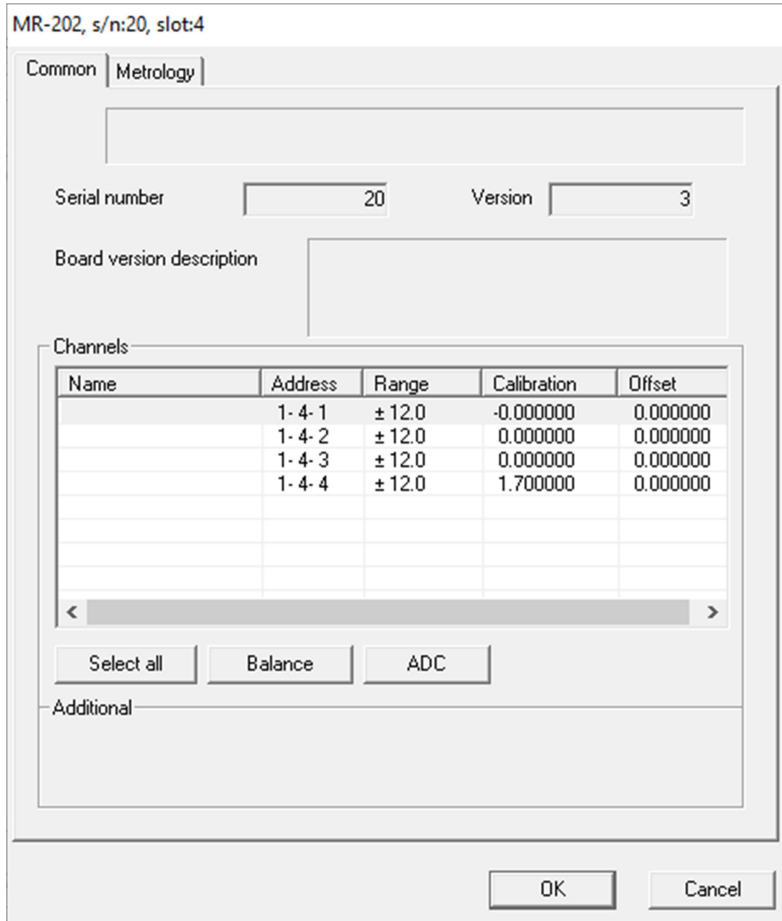 MR-202, s/n:20, slot:4
Common Metrology
Serial number 20 Version 3
Board version description
Channels
Name Address Range Calibration Offset
1- 4- 1 ± 12.0 -0.000000 0.000000
1- 4- 2 ± 12.0 0.000000 0.000000
1- 4- 3 ± 12.0 0.000000 0.000000
1- 4- 4 ± 12.0 1.700000 0.000000
Select all Balance ADC
Additional
OK Cancel